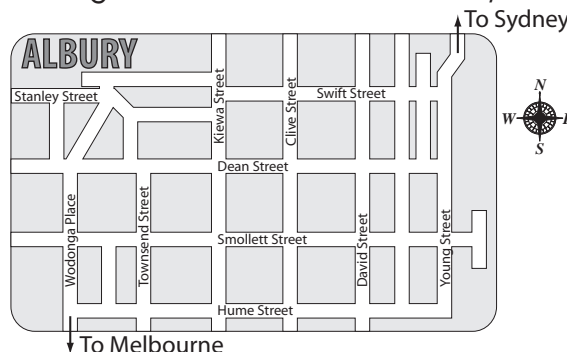 To Sydney
ALBURY
Stanley Street
Kiewa Street
Clive Street
Swift Street
N
W
S
Dean Street
Wodonga Place
Townsend Street
Smollett Street
David Street
Young Street
Hume Street
To Melbourne